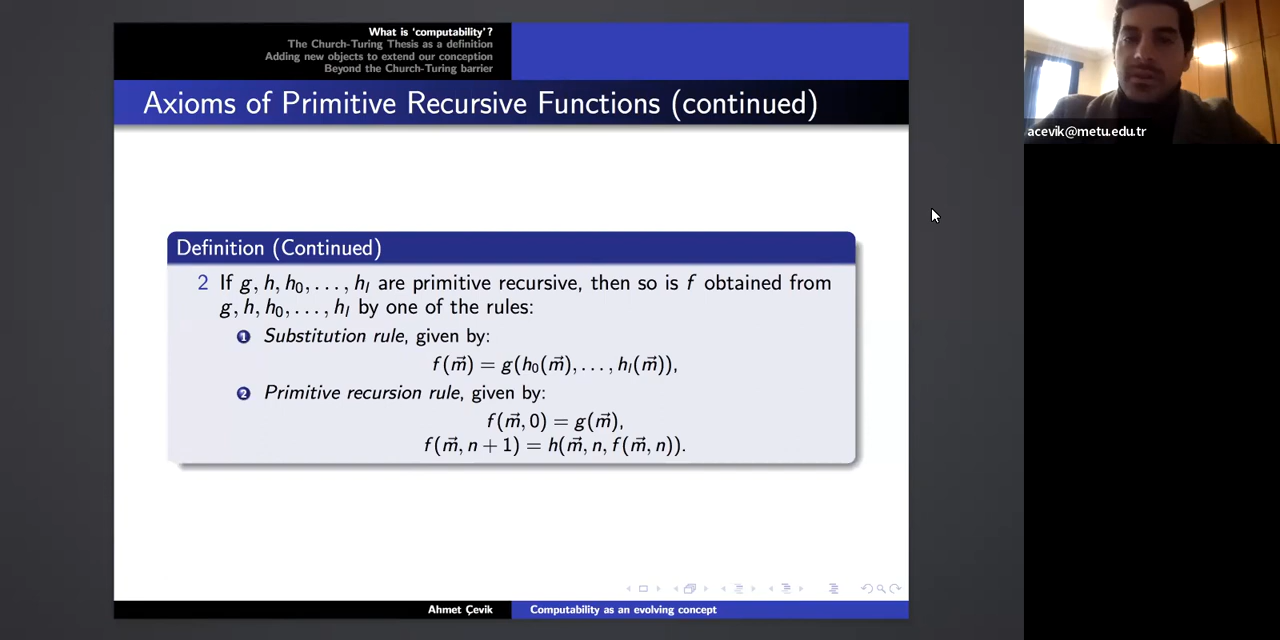 What is ‘computability’?
The Church-Turing Thesis as a definition
Adding new objects to extend our conception
Beyond the Church-Turing barrier
Axioms of Primitive Recursive Functions (continued)
acevik@metu.edu.tr
Definition (Continued)
2 If g, h, h₀, . . . , hₗ are primitive recursive, then so is f obtained from
g, h, h₀, . . . , hₗ by one of the rules:
1 Substitution rule, given by:
f(m⃗) = g(h₀(m⃗), . . . , hₗ(m⃗)),
2 Primitive recursion rule, given by:
f(m⃗, 0) = g(m⃗),
f(m⃗, n + 1) = h(m⃗, n, f(m⃗, n)).
Ahmet Çevik Computability as an evolving concept